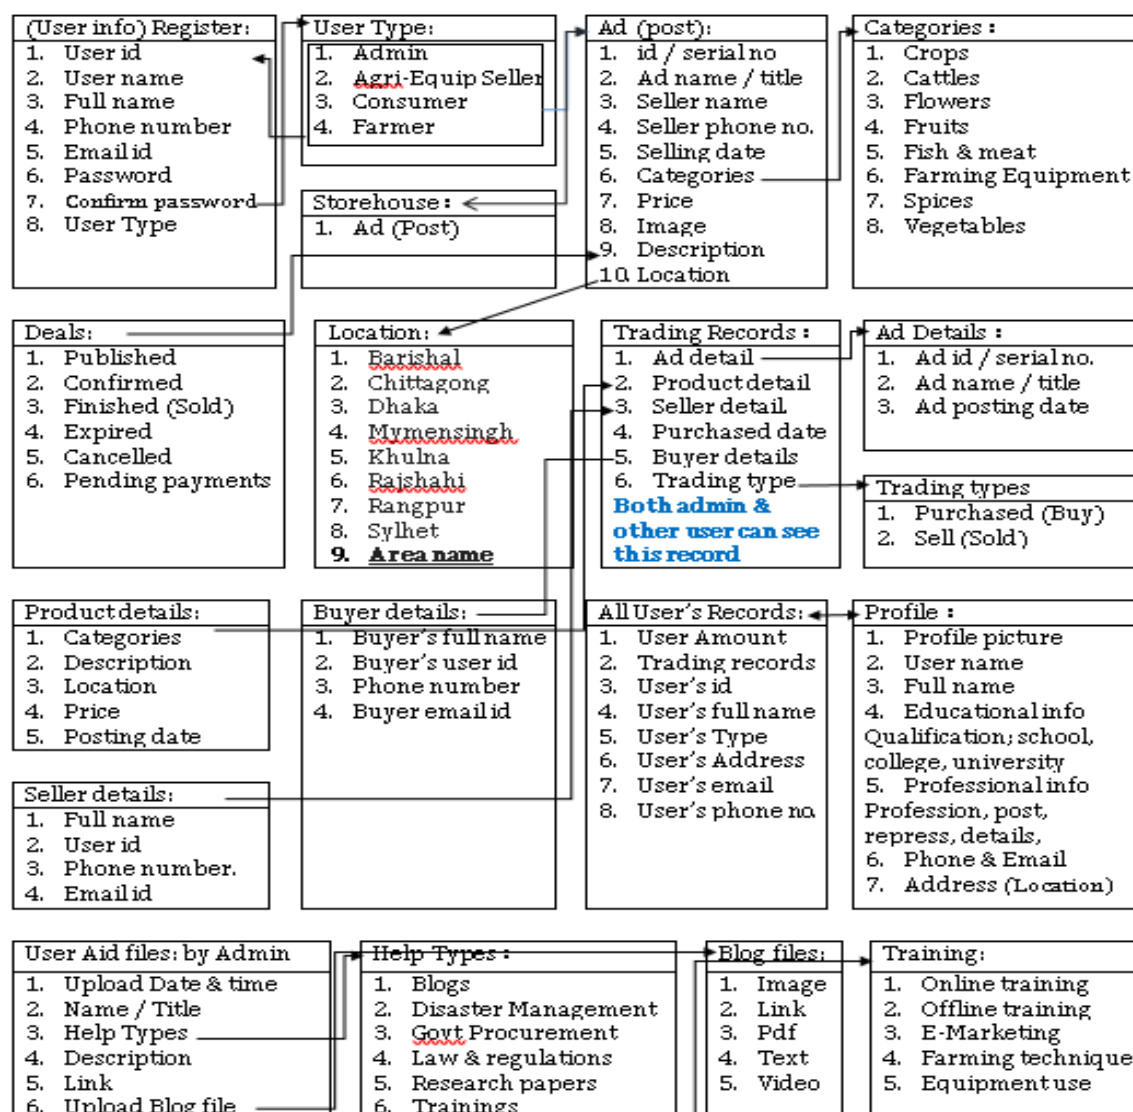 (User info) Register:
1. User id
2. User name
3. Full name
4. Phone number
5. Email id
6. Password
7. Confirm password
8. User Type
User Type:
1. Admin
2. Agri-Equip Seller
3. Consumer
4. Farmer
Storehouse:
1. Ad (Post)
Ad (post):
1. id / serial no
2. Ad name / title
3. Seller name
4. Seller phone no.
5. Selling date
6. Categories
7. Price
8. Image
9. Description
10. Location
Categories :
1. Crops
2. Cattles
3. Flowers
4. Fruits
5. Fish & meat
6. Farming Equipment
7. Spices
8. Vegetables
Deals:
1. Published
2. Confirmed
3. Finished (Sold)
4. Expired
5. Cancelled
6. Pending payments
Location:
1. Barishal
2. Chittagong
3. Dhaka
4. Mymensingh
5. Khulna
6. Rajshahi
7. Rangpur
8. Sylhet
9. Area name
Trading Records :
1. Ad detail
2. Product detail
3. Seller detail
4. Purchased date
5. Buyer details
6. Trading type
Both admin &
other user can see
this record
Ad Details :
1. Ad id / serial no.
2. Ad name / title
3. Ad posting date
Trading types
1. Purchased (Buy)
2. Sell (Sold)
Product details:
1. Categories
2. Description
3. Location
4. Price
5. Posting date
Seller details:
1. Full name
2. User id
3. Phone number.
4. Email id
Buyer details:
1. Buyer's full name
2. Buyer's user id
3. Phone number
4. Buyer email id
All User's Records:
1. User Amount
2. Trading records
3. User's id
4. User's full name
5. User's Type
6. User's Address
7. User's email
8. User's phone no.
Profile :
1. Profile picture
2. User name
3. Full name
4. Educational info
Qualification; school,
college, university
5. Professional info
Profession, post,
repress, details,
6. Phone & Email
7. Address (Location)
User Aid files: by Admin
1. Upload Date & time
2. Name / Title
3. Help Types
4. Description
5. Link
6. Upload Blog file
Help Types :
1. Blogs
2. Disaster Management
3. Govt Procurement
4. Law & regulations
5. Research papers
6. Trainings
Blog files:
1. Image
2. Link
3. Pdf
4. Text
5. Video
Training:
1. Online training
2. Offline training
3. E-Marketing
4. Farming technique
5. Equipment use